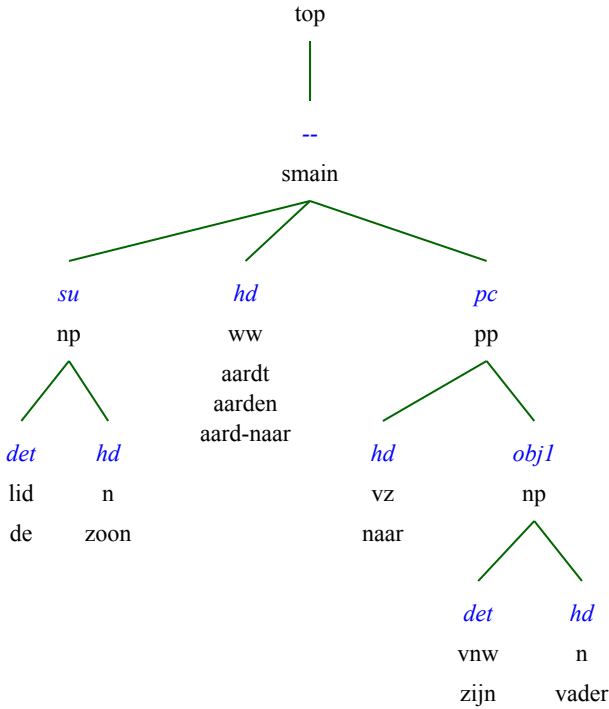 top
--
smain
su hd pc
np ww pp
aardt
aarden
aard-naar
det hd hd obj1
lid n vz np
de zoon naar
det hd
vnw n
zijn vader